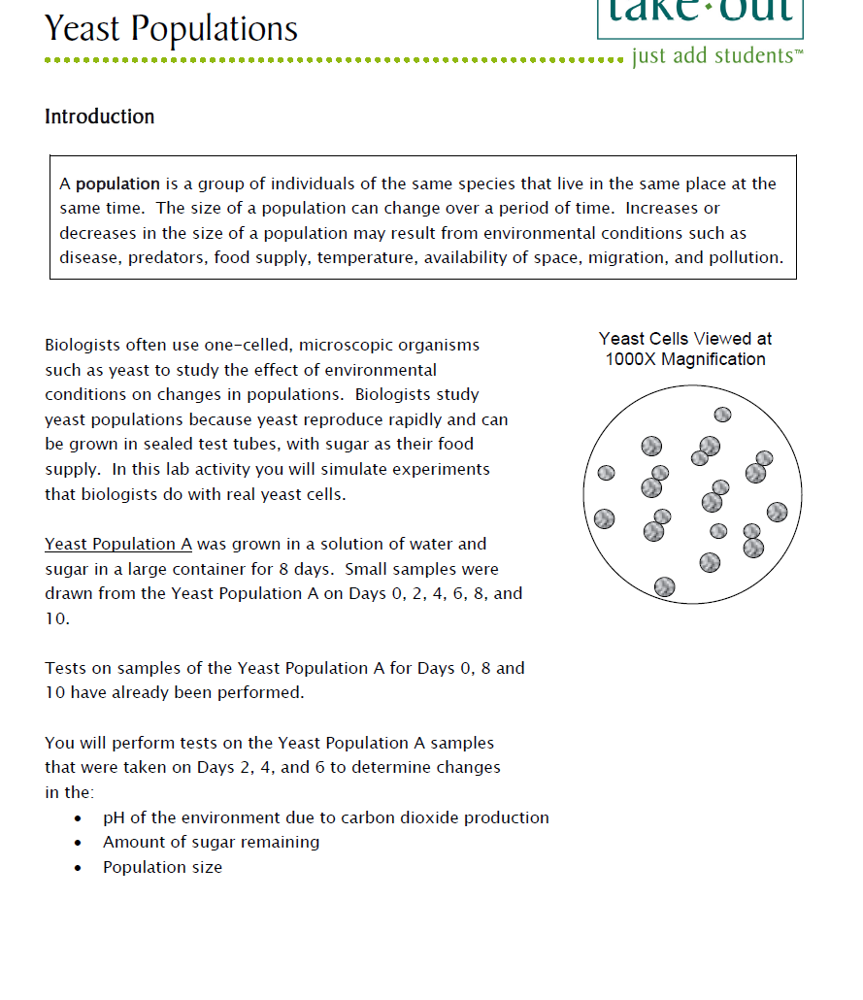 take·out
Yeast Populations
just add students™
Introduction
A population is a group of individuals of the same species that live in the same place at the
same time. The size of a population can change over a period of time. Increases or
decreases in the size of a population may result from environmental conditions such as
disease, predators, food supply, temperature, availability of space, migration, and pollution.
Biologists often use one-celled, microscopic organisms
such as yeast to study the effect of environmental
conditions on changes in populations. Biologists study
yeast populations because yeast reproduce rapidly and can
be grown in sealed test tubes, with sugar as their food
supply. In this lab activity you will simulate experiments
that biologists do with real yeast cells.
Yeast Cells Viewed at
1000X Magnification
Yeast Population A was grown in a solution of water and
sugar in a large container for 8 days. Small samples were
drawn from the Yeast Population A on Days 0, 2, 4, 6, 8, and
10.
Tests on samples of the Yeast Population A for Days 0, 8 and
10 have already been performed.
You will perform tests on the Yeast Population A samples
that were taken on Days 2, 4, and 6 to determine changes
in the:
• pH of the environment due to carbon dioxide production
• Amount of sugar remaining
• Population size